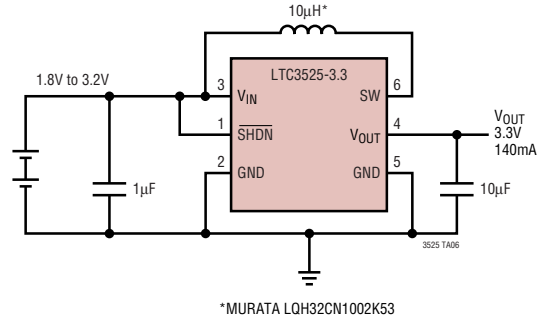 10µH*
LTC3525-3.3
1.8V to 3.2V
3
6
VIN
SW
1
4
SHDN
VOUT
VOUT
3.3V
140mA
2
5
GND
GND
1µF
10µF
3525 TA06
*MURATA LQH32CN1002K53